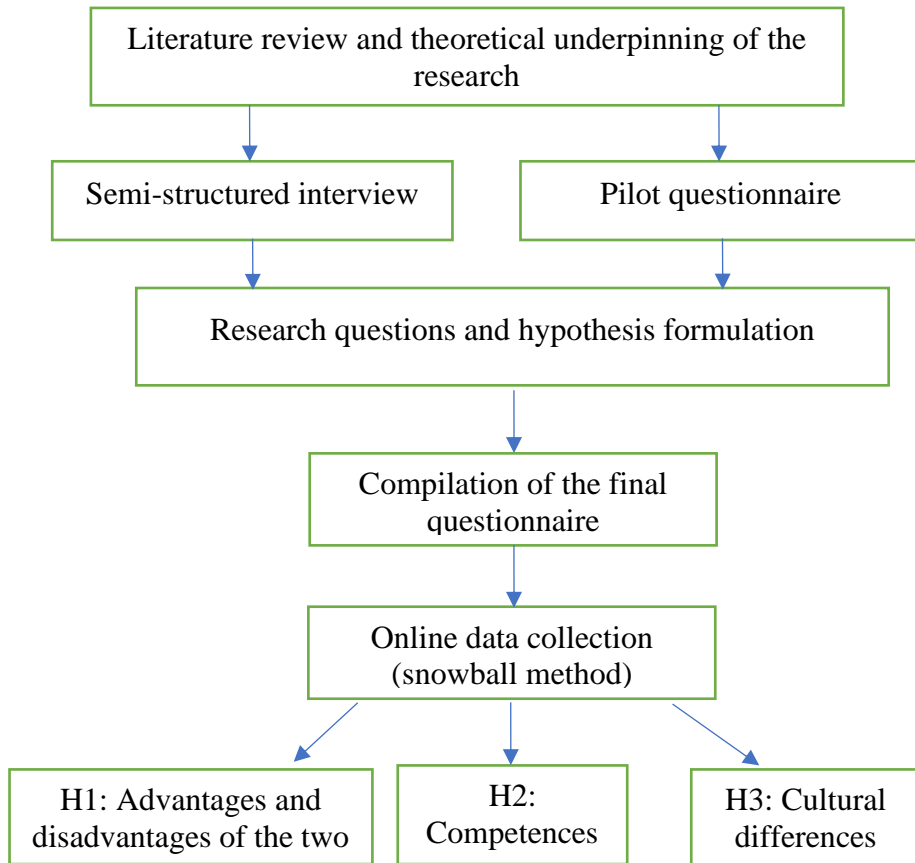 Literature review and theoretical underpinning of the
research
Semi-structured interview
Pilot questionnaire
Research questions and hypothesis formulation
Compilation of the final
questionnaire
Online data collection
(snowball method)
H1: Advantages and
disadvantages of the two
H2:
Competences
H3: Cultural
differences